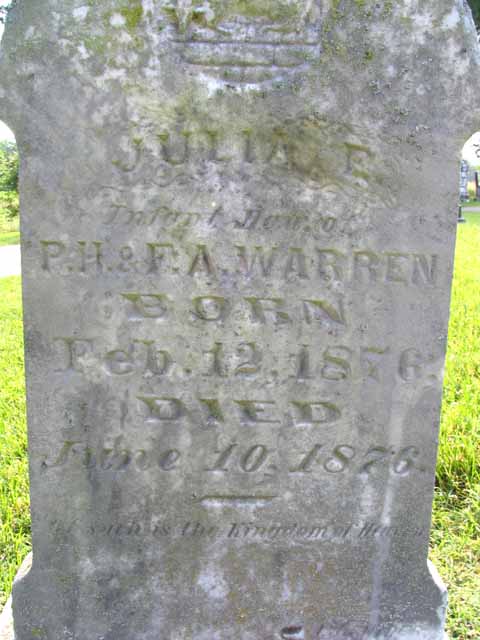 JULIA F.
Infant Dau. of
P.H. & F.A. WARREN
BORN
Feb. 12, 1876.
DIED
June 10, 1876.
Of such is the Kingdom of Heaven